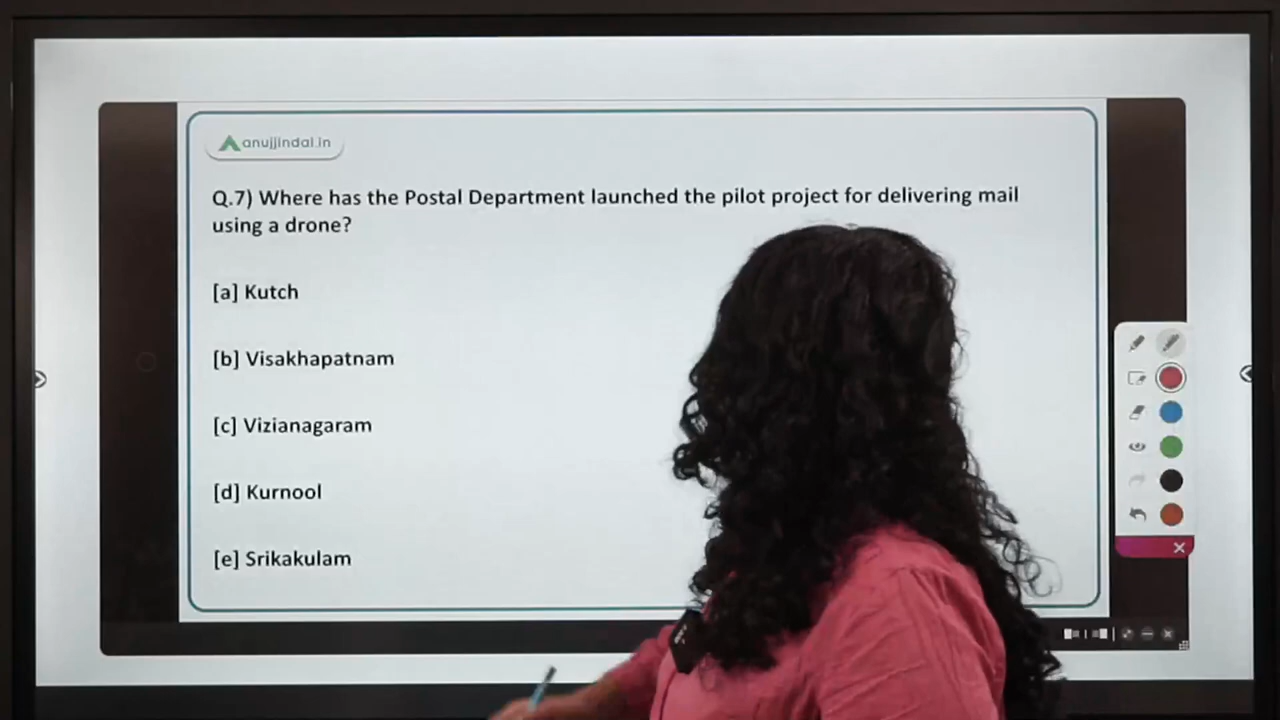 anujjindal.in
Q.7) Where has the Postal Department launched the pilot project for delivering mail
using a drone?
[a] Kutch
[b] Visakhapatnam
[c] Vizianagaram
[d] Kurnool
[e] Srikakulam